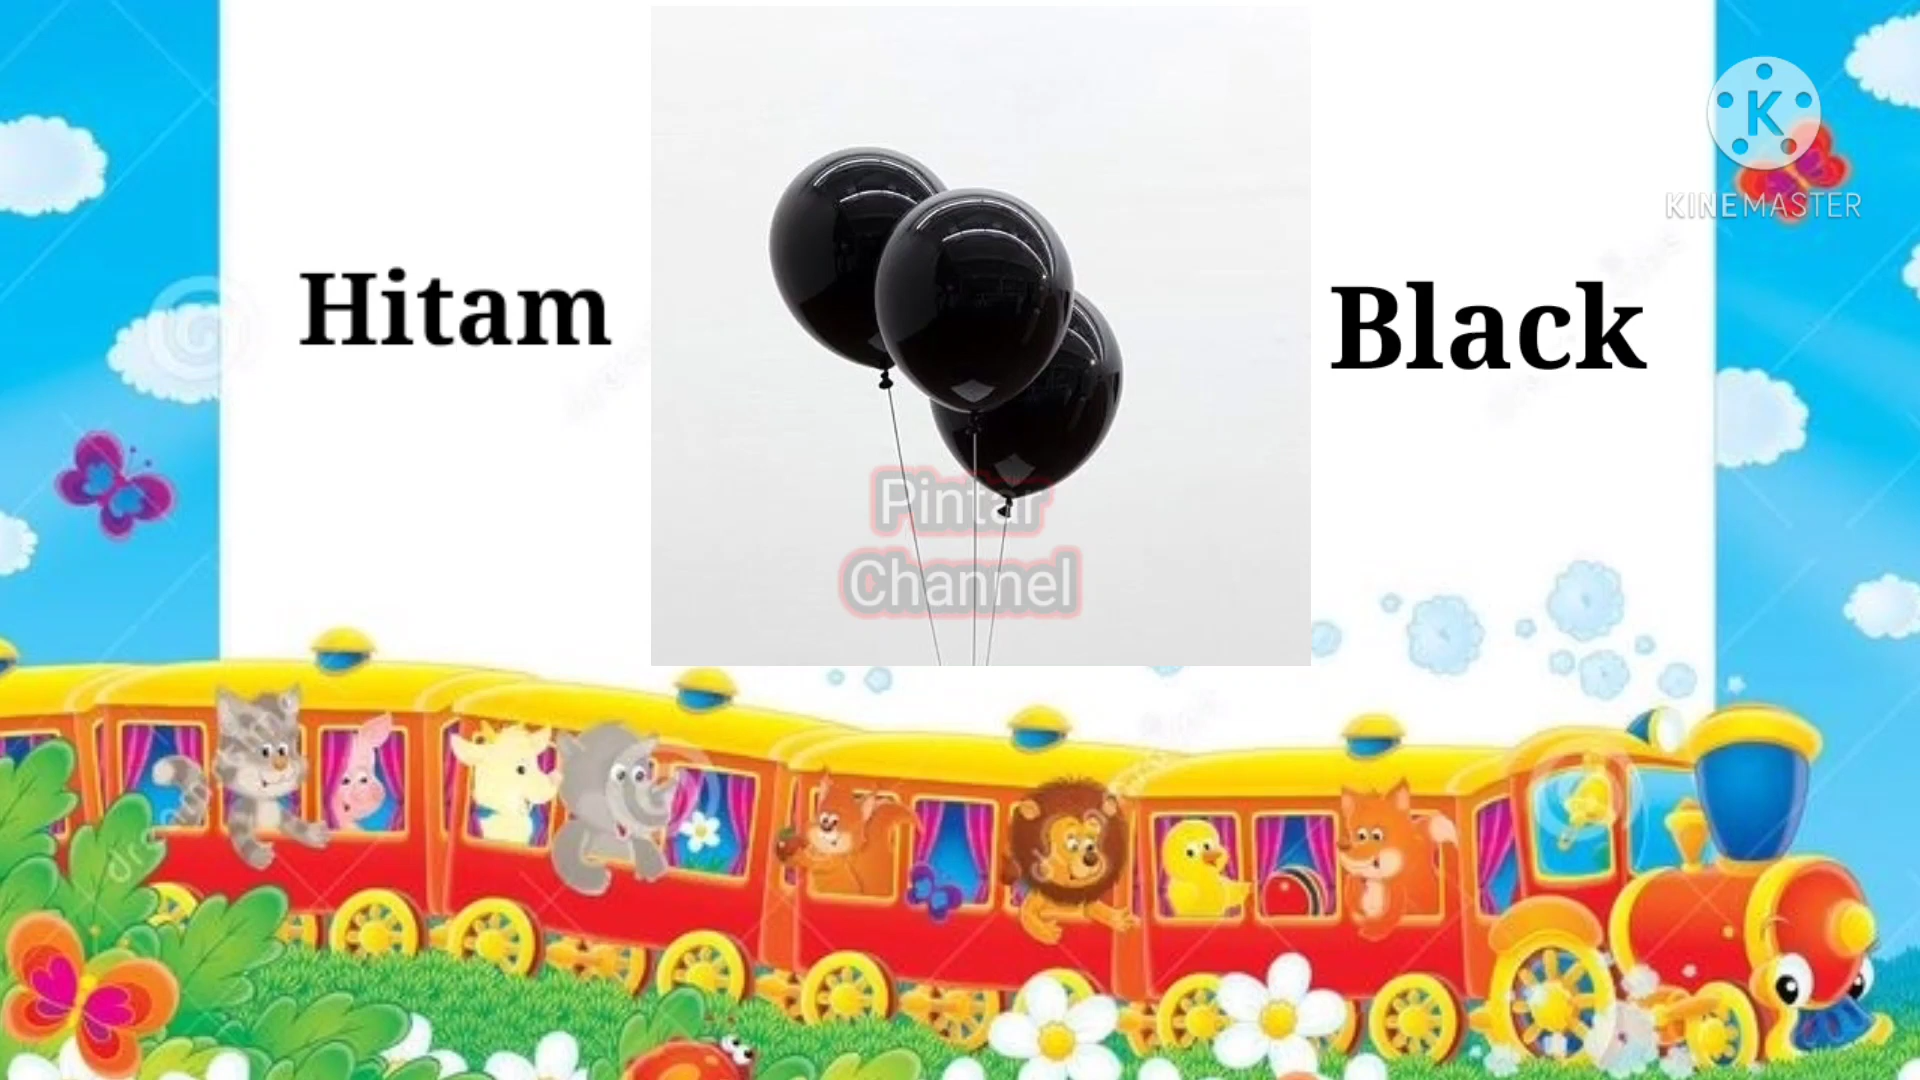 Hitam
Black
Pintar
Channel
K
KINEMASTER